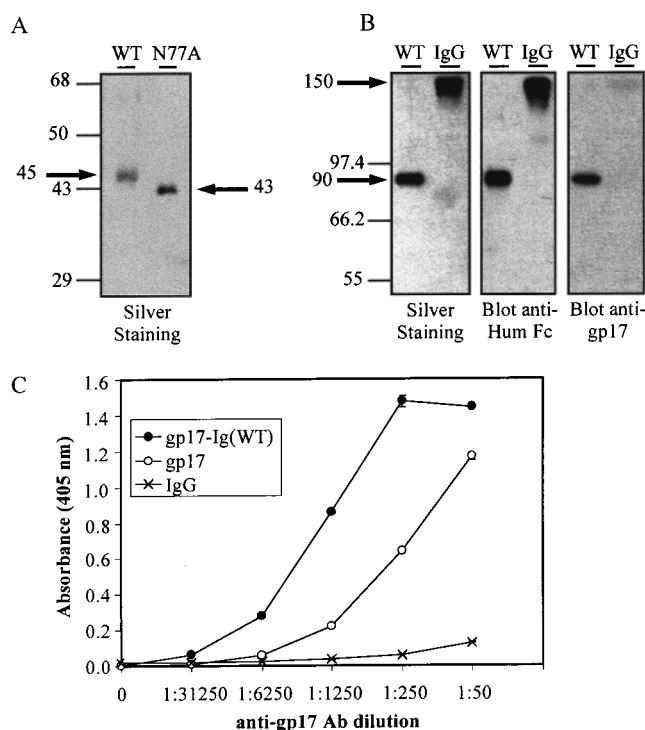 A
WT N77A
68
50
45
43
43
29
Silver
Staining
B
WT IgG WT IgG WT IgG
150
97.4
90
66.2
55
Silver
Staining
Blot anti-
Hum Fc
Blot anti-
gp17
C
1.6
1.4
1.2
1.0
0.8
0.6
0.4
0.2
0.0
Absorbance (405 nm)
gp17-Ig(WT)
gp17
IgG
0 1:31250 1:6250 1:1250 1:250 1:50
anti-gp17 Ab dilution